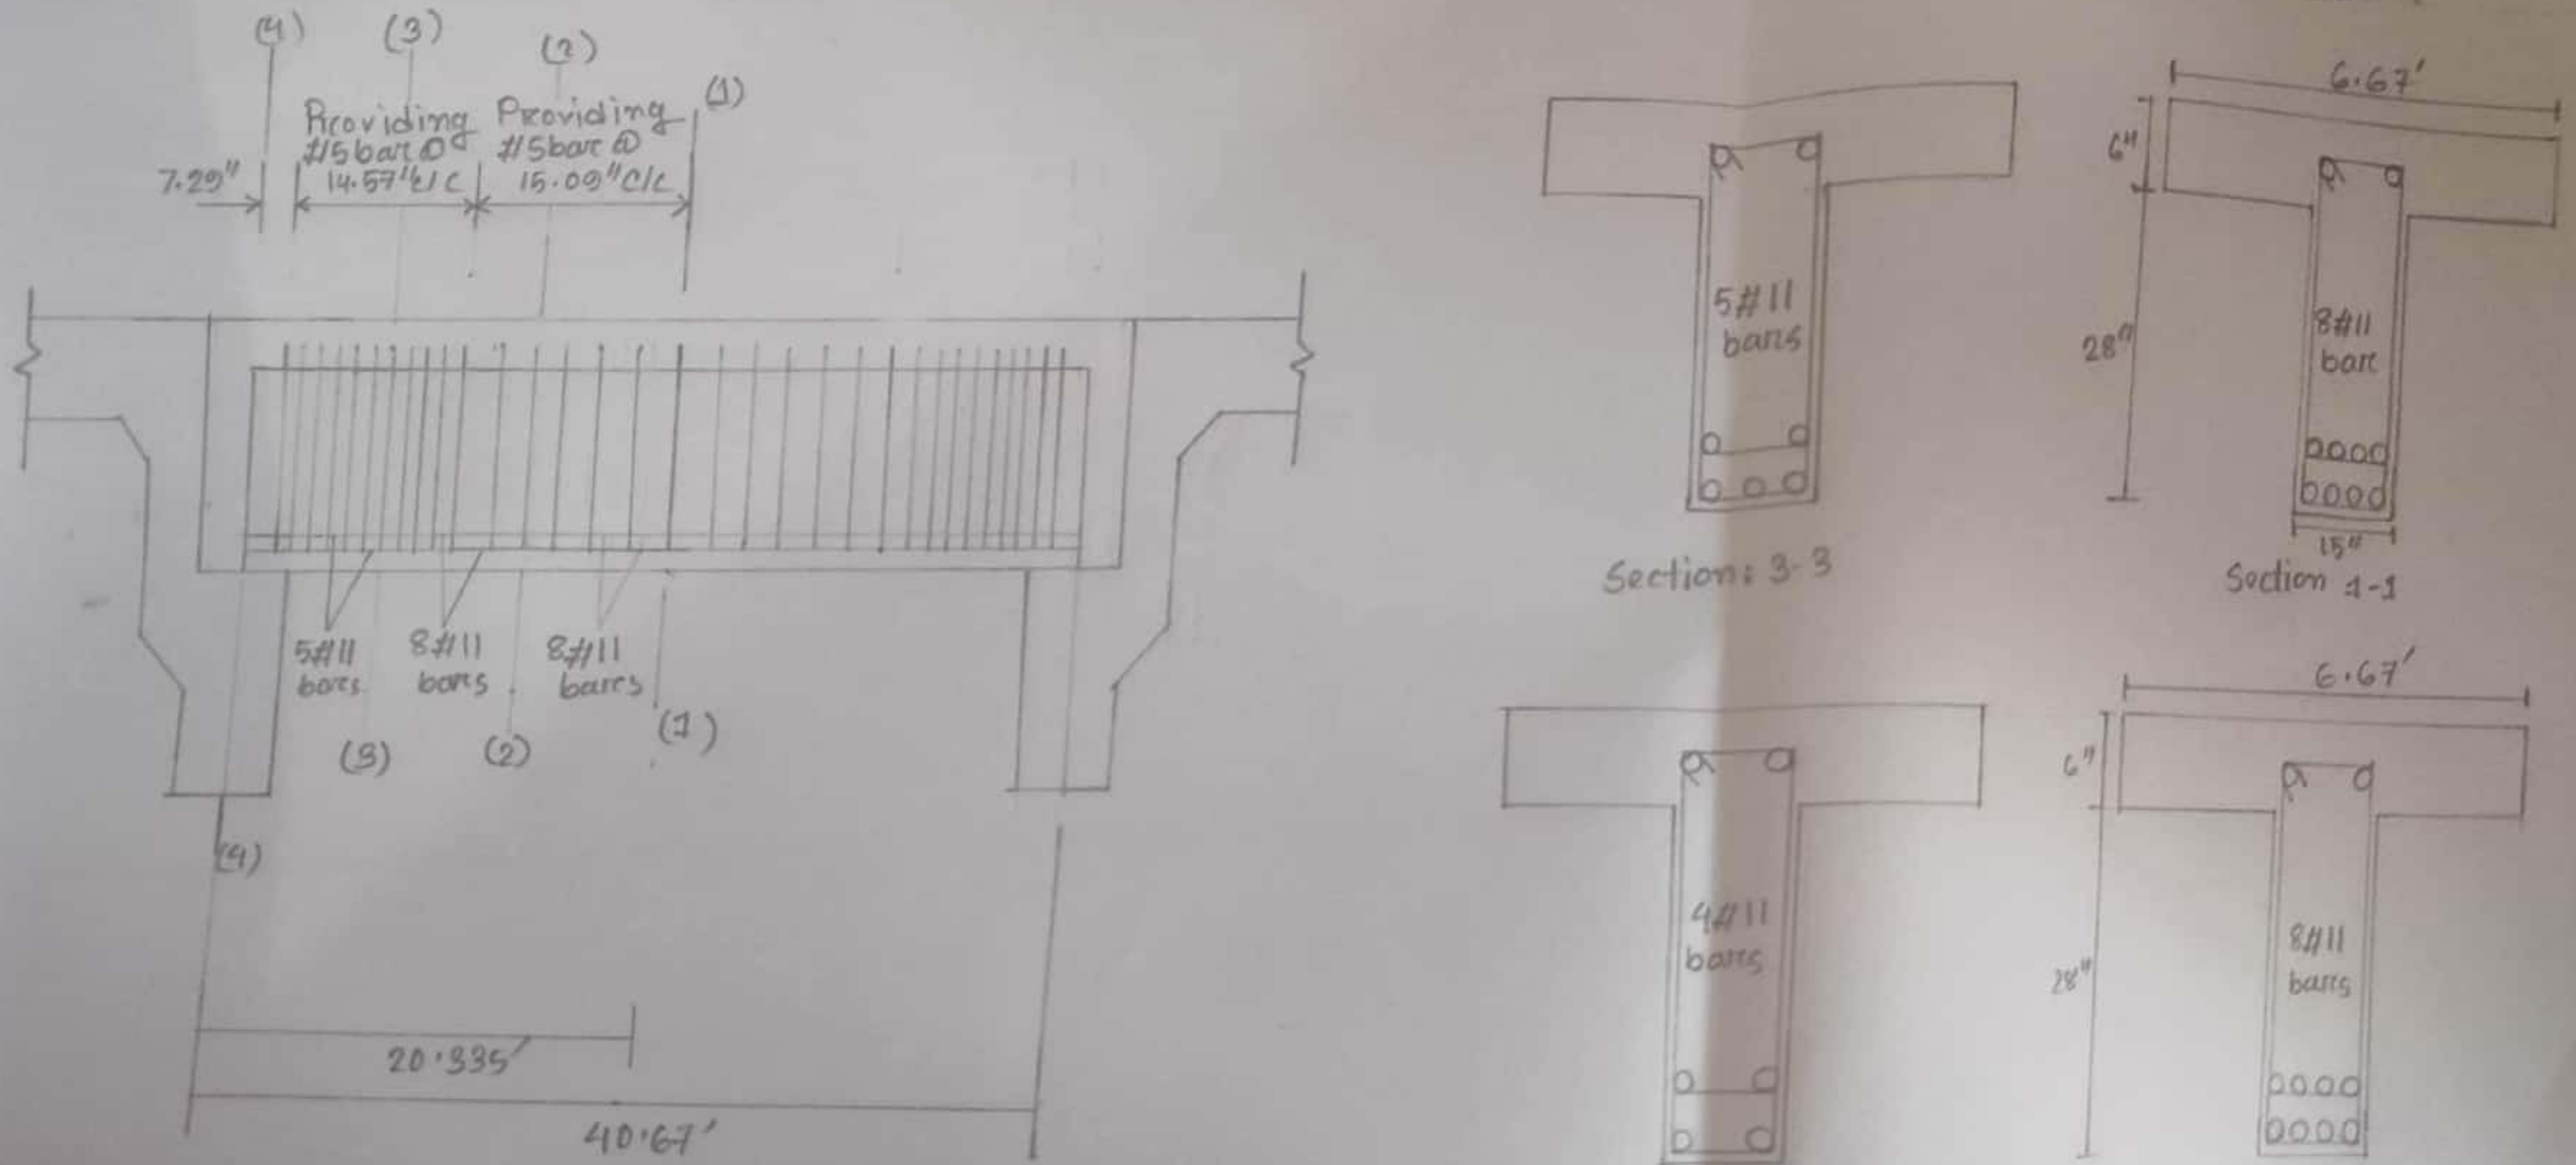 (4)
(3)
(2)
(1)
Providing
#5 bar @
14.57" c/c
Providing
#5 bar @
15.09" c/c
7.29"
5#11
bars
8#11
bars
8#11
bars
(3)
(2)
(1)
(4)
20.335'
40.67'
5#11
bars
Section: 3-3
6.67'
6"
28"
8#11
bar
15"
Section 1-1
4#11
bars
6.67'
6"
28"
8#11
bars